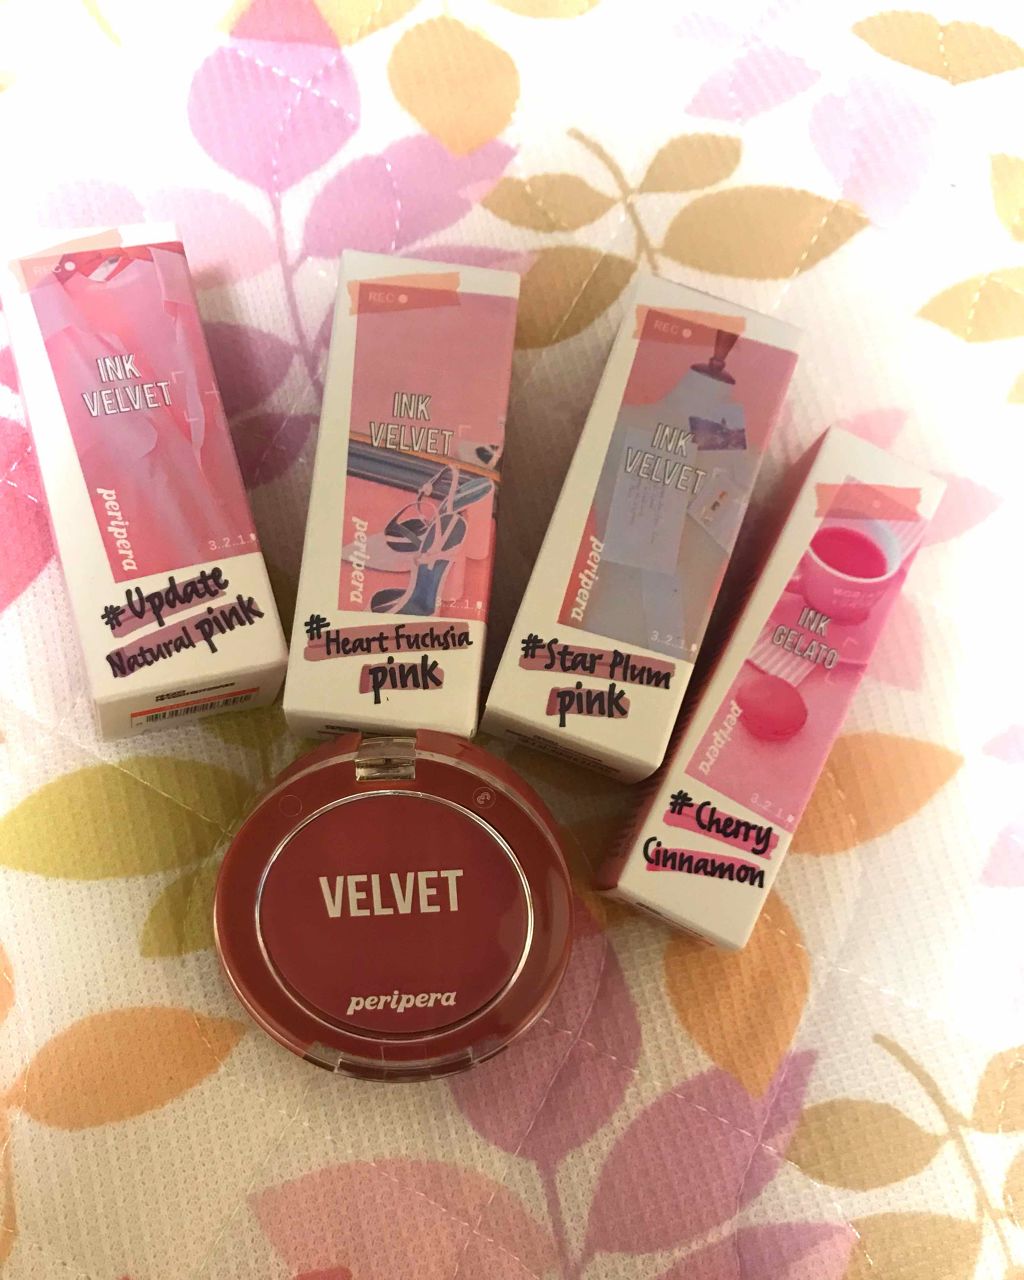 REC
INK
VELVET
peripera
3..2..1..
#Update
Natural pink
REC
INK
VELVET
peripera
3..2..1..
#Heart Fuchsia
pink
REC
INK
VELVET
peripera
3..2..1..
#Star Plum
pink
INK
GELATO
peripera
3..2..1..
#Cherry
Cinnamon
VELVET
peripera